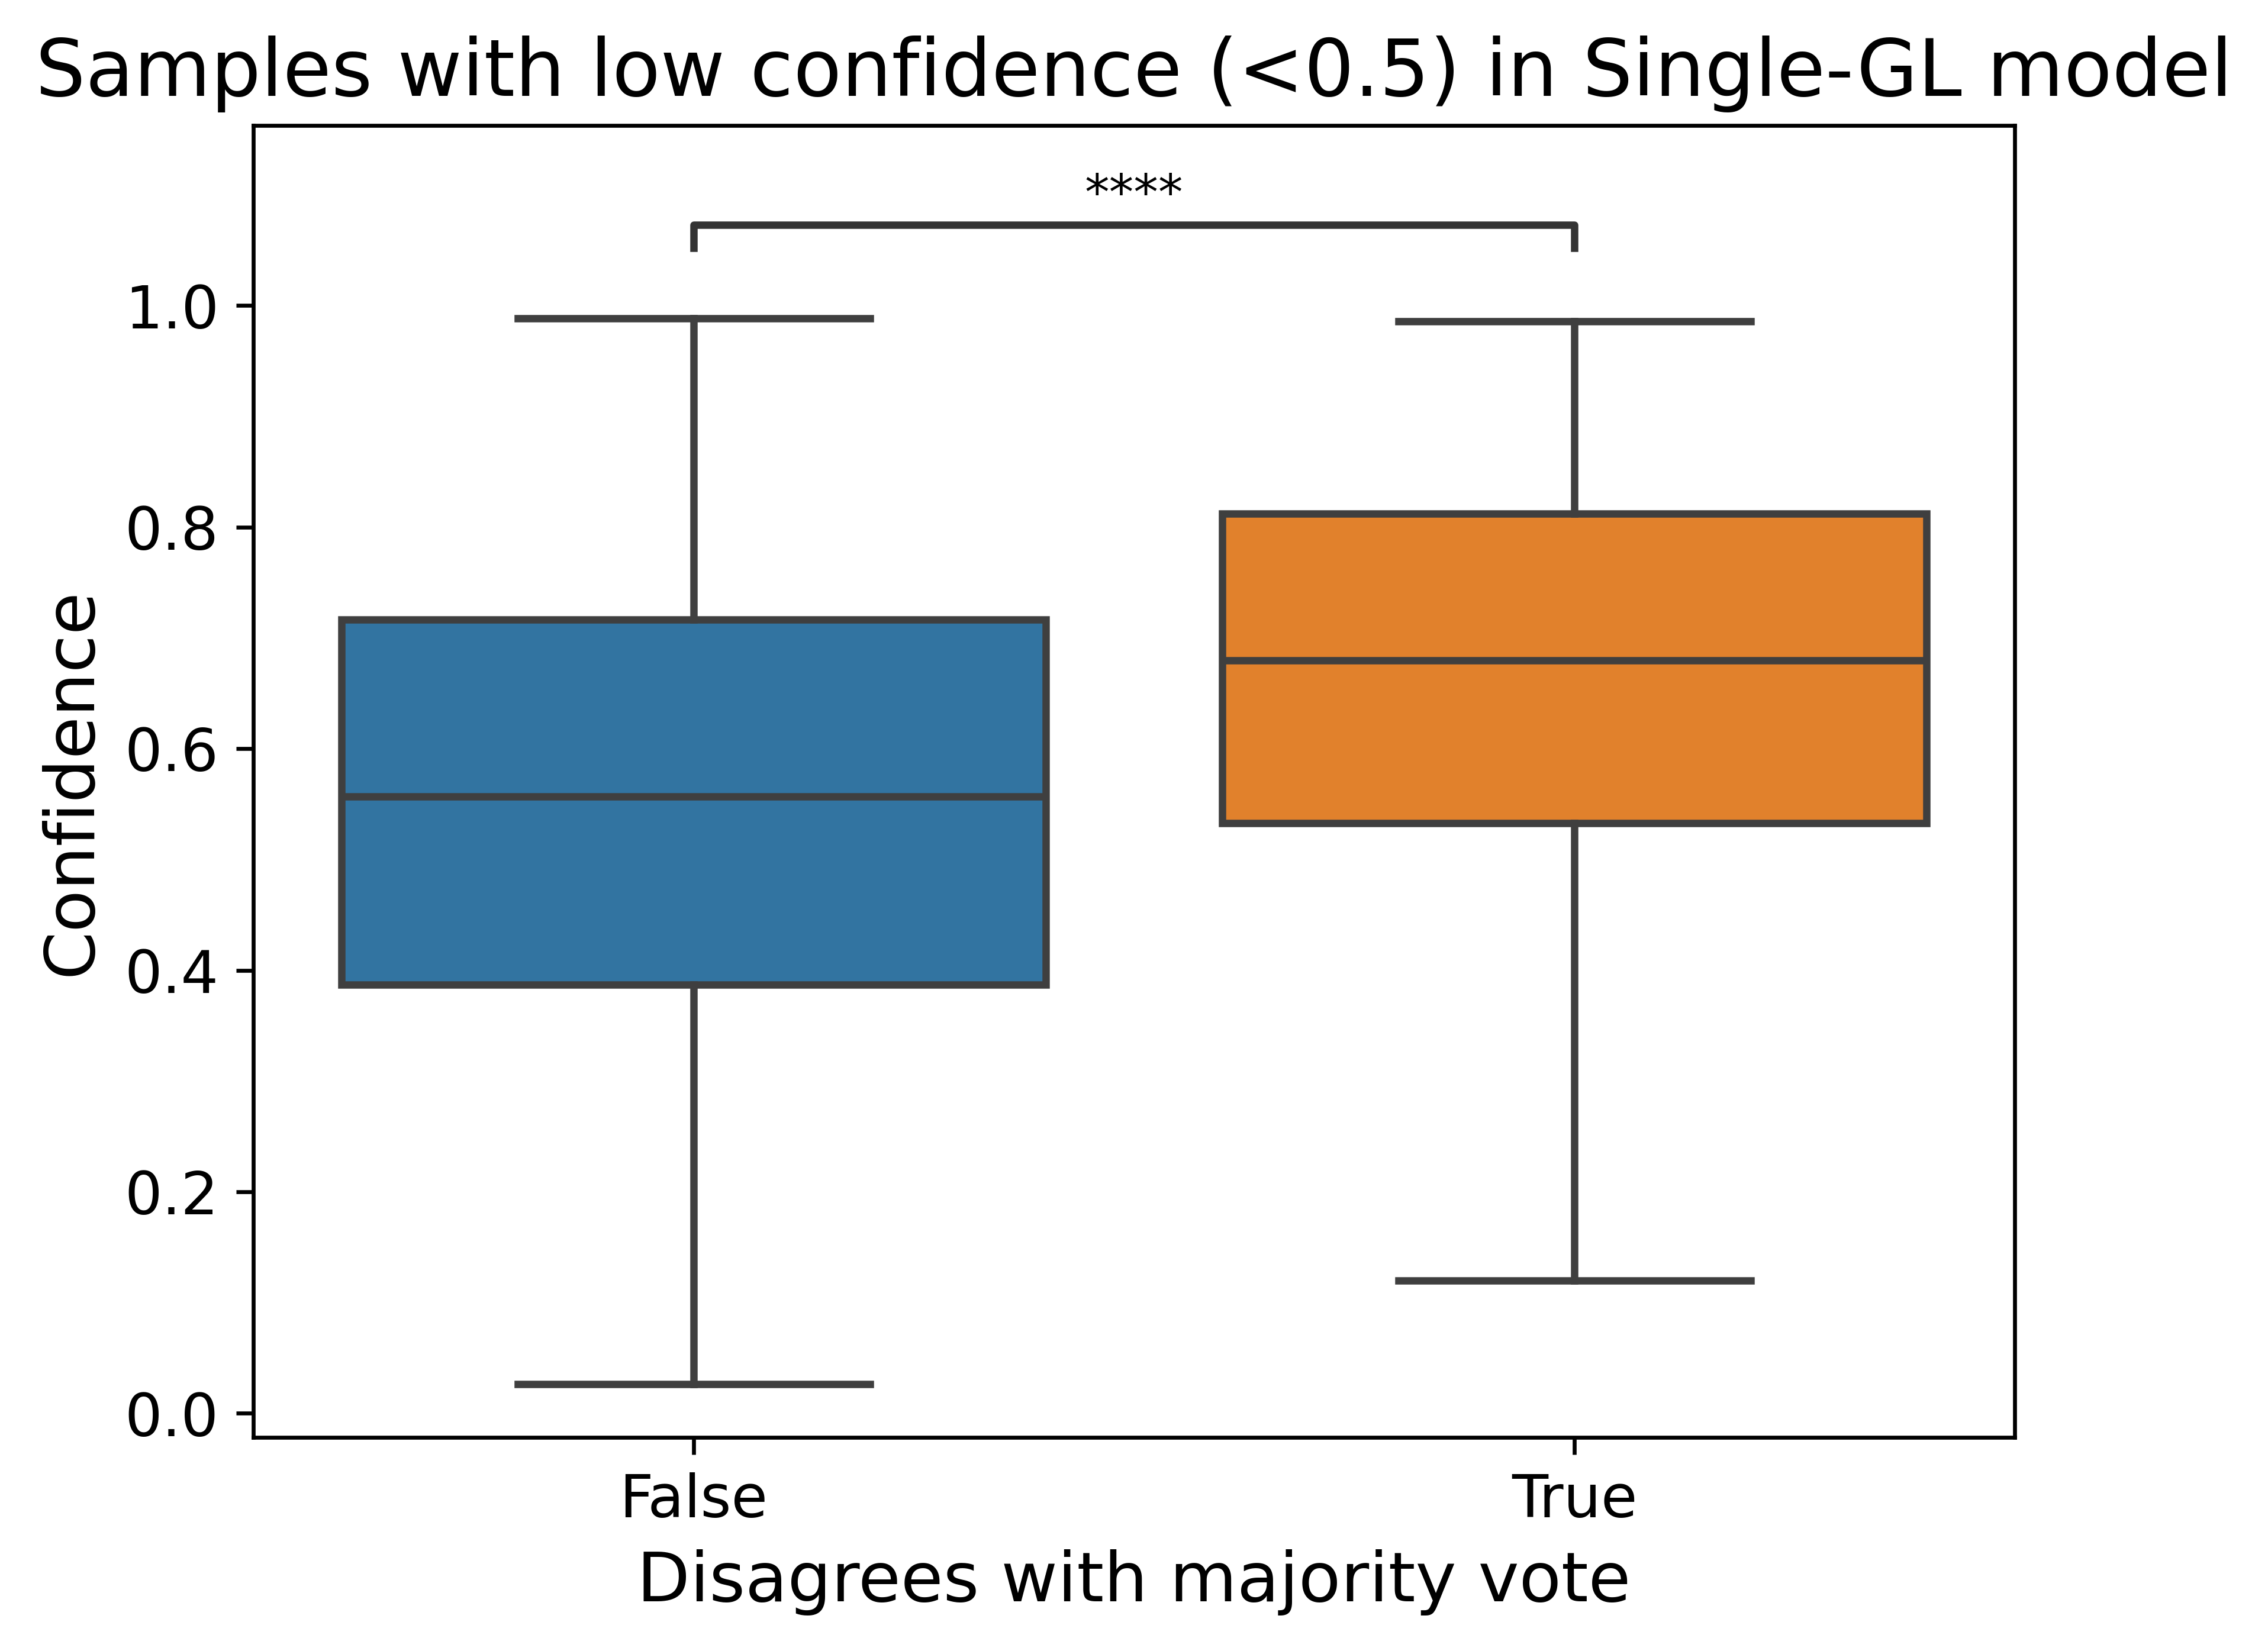 Samples with low confidence (<0.5) in Single-GL model
****
1.0
0.8
0.6
0.4
0.2
0.0
Confidence
False True
Disagrees with majority vote